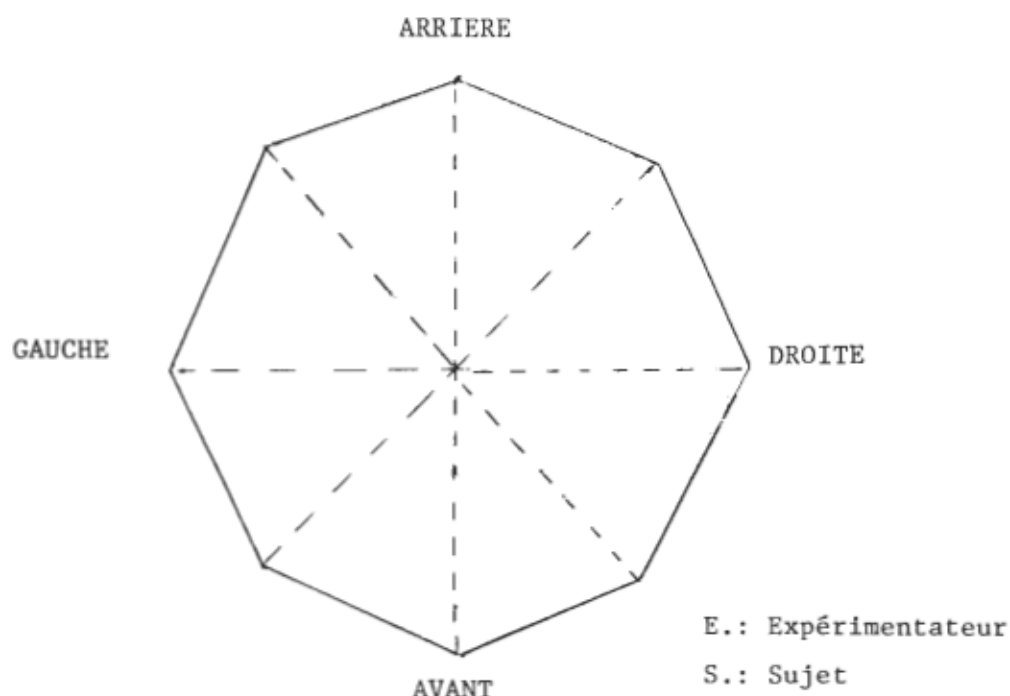 ARRIERE
GAUCHE
DROITE
E.: Expérimentateur
S.: Sujet
AVANT